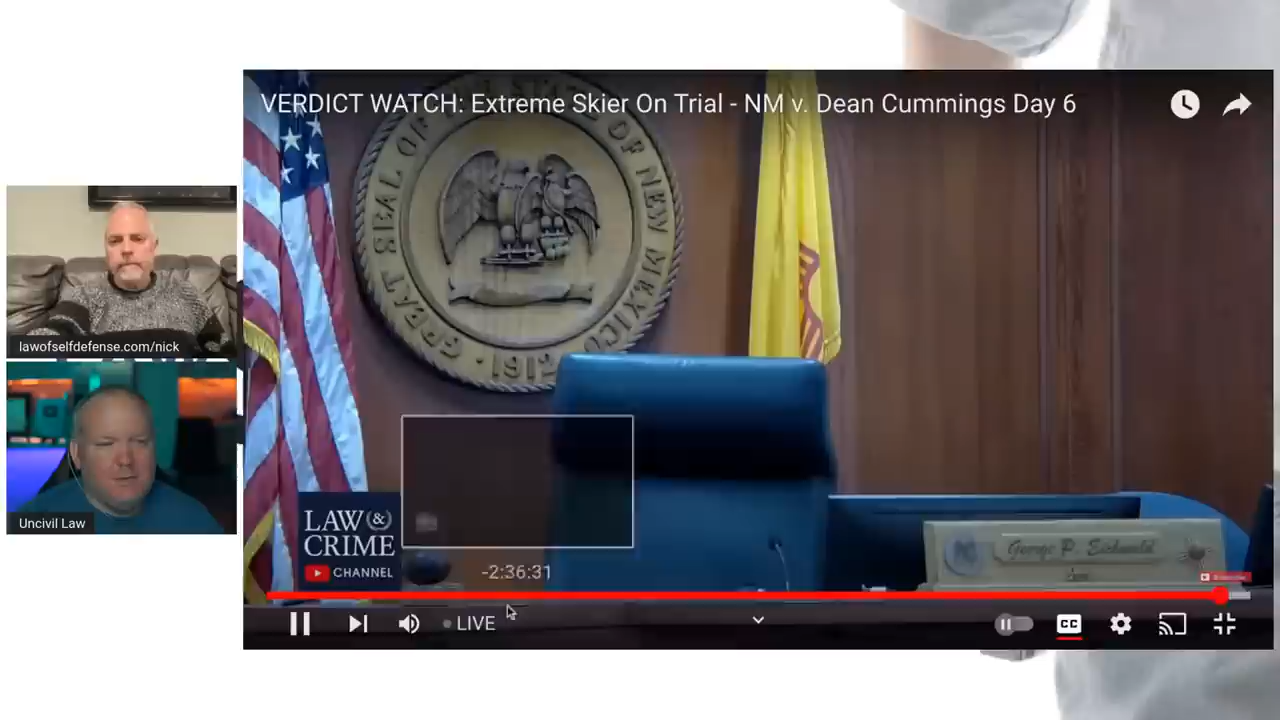 VERDICT WATCH: Extreme Skier On Trial - NM v. Dean Cummings Day 6
GREAT SEAL OF THE STATE OF NEW MEXICO
· 1912 ·
lawofselfdefense.com/nick
Uncivil Law
LAW &
CRIME
CHANNEL
George P. Eichwald
-2:36:31
LIVE
CC